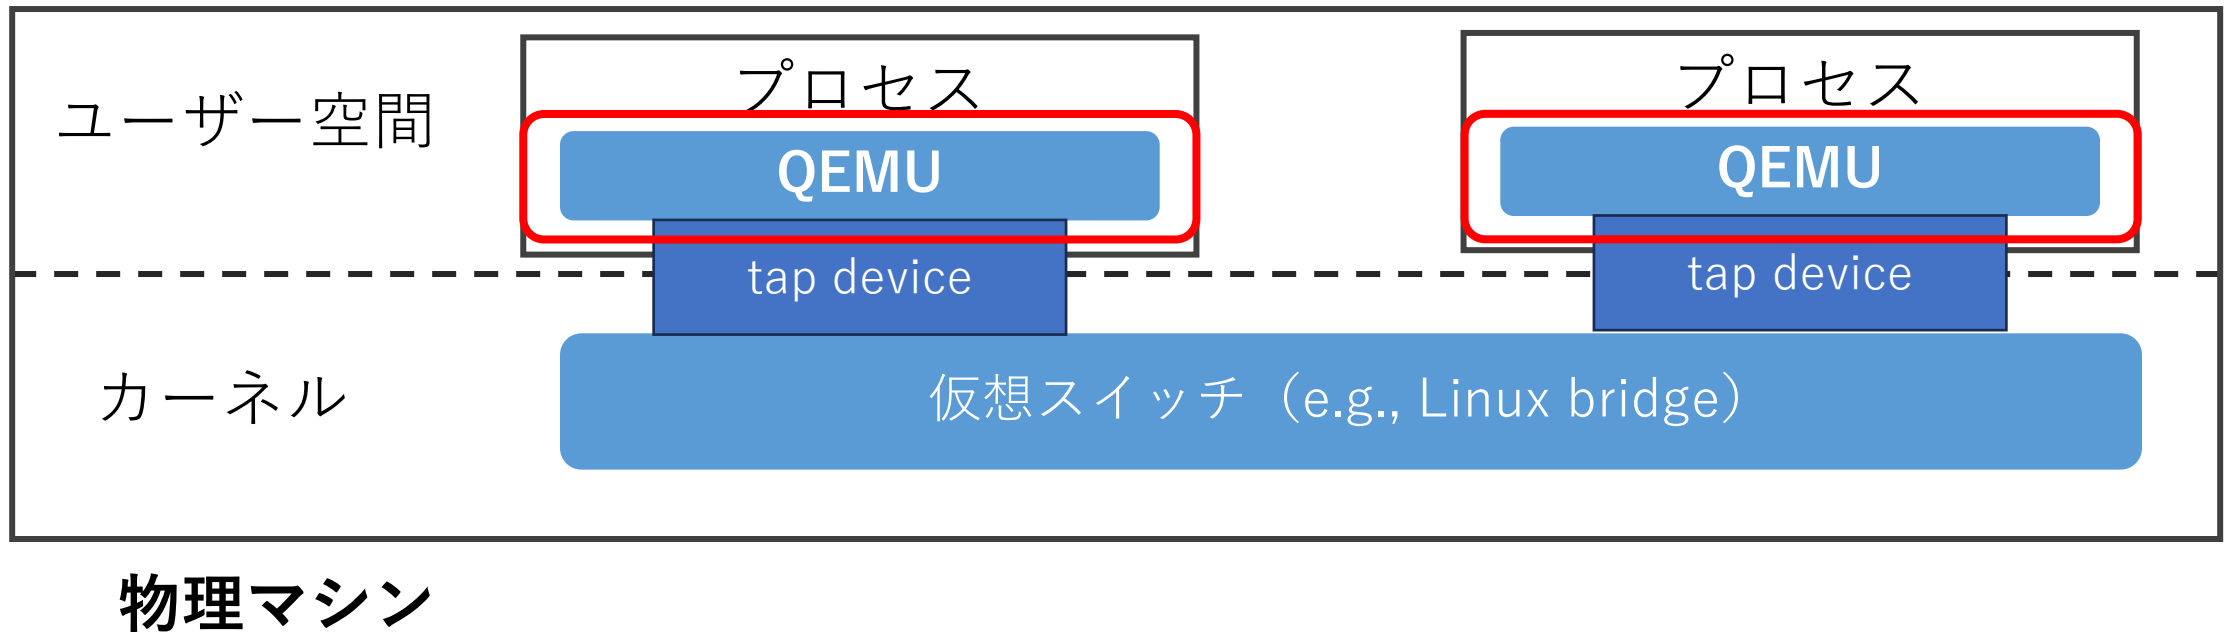 ユーザー空間
プロセス
QEMU
tap device
プロセス
QEMU
tap device
カーネル
仮想スイッチ（e.g., Linux bridge）
物理マシン